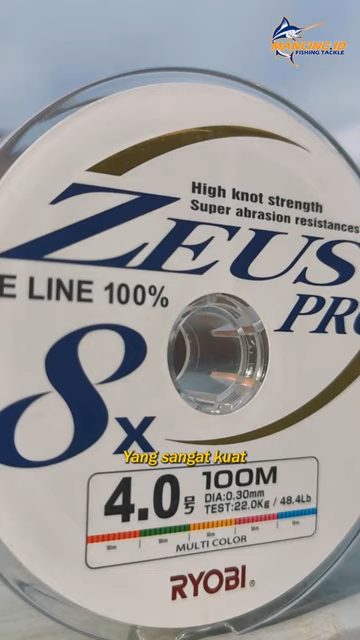 MANCING.ID
FISHING TACKLE
High knot strength
Super abrasion resistances
ZEUS
E LINE 100%
PRO
8X
Yang sangat kuat
4.0号 100M
DIA:0.30mm
TEST:22.0Kg / 48.4Lb
MULTI COLOR
RYOBI®